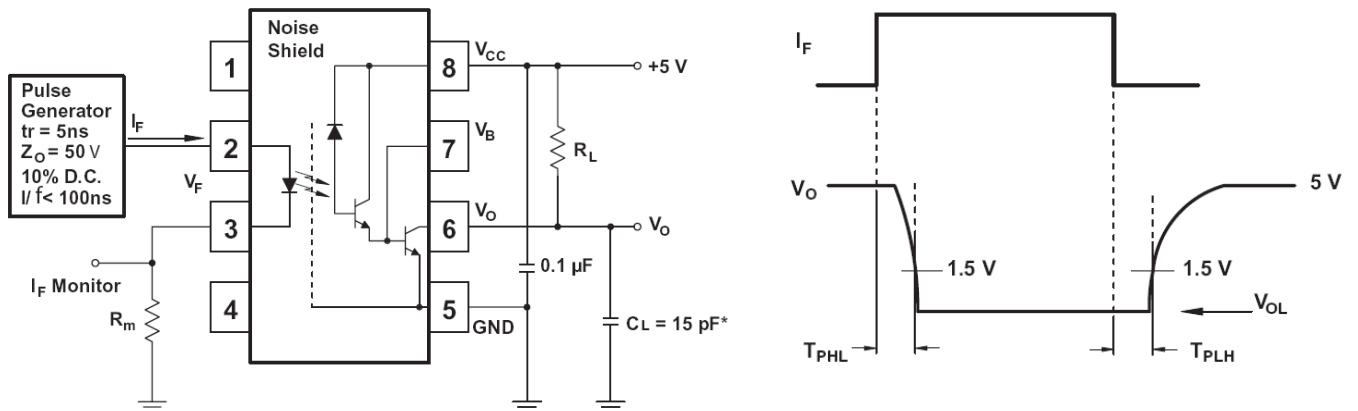 Noise
Shield
1
2
3
4
8
7
6
5
VCC
VB
VO
GND
+5 V
Pulse
Generator
tr = 5ns
ZO = 50 V
10% D.C.
I/ f< 100ns
IF
VF
IF Monitor
Rm
RL
VO
0.1 µF
CL = 15 pF*
IF
VO
5 V
1.5 V
1.5 V
VOL
TPHL
TPLH